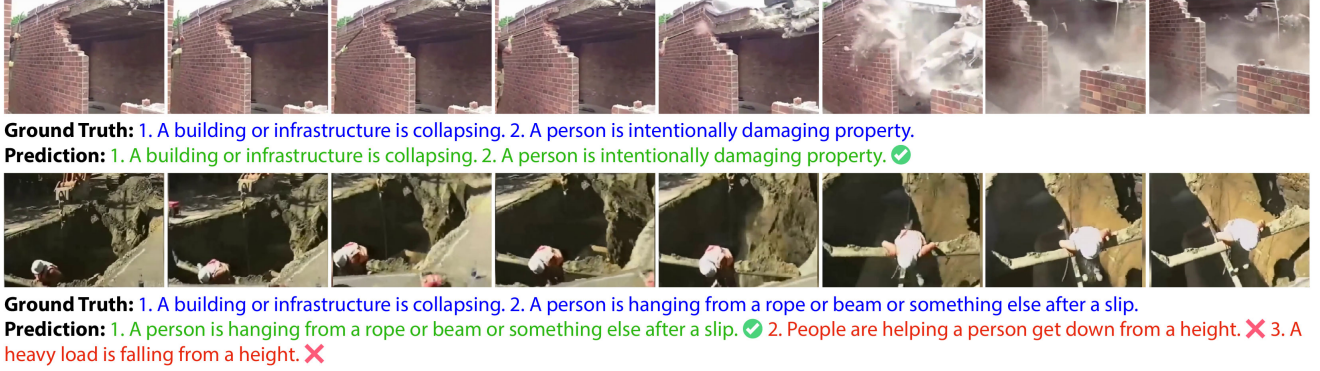 Ground Truth: 1. A building or infrastructure is collapsing. 2. A person is intentionally damaging property.
Prediction: 1. A building or infrastructure is collapsing. 2. A person is intentionally damaging property.
Ground Truth: 1. A building or infrastructure is collapsing. 2. A person is hanging from a rope or beam or something else after a slip.
Prediction: 1. A person is hanging from a rope or beam or something else after a slip. 2. People are helping a person get down from a height. 3. A
heavy load is falling from a height.